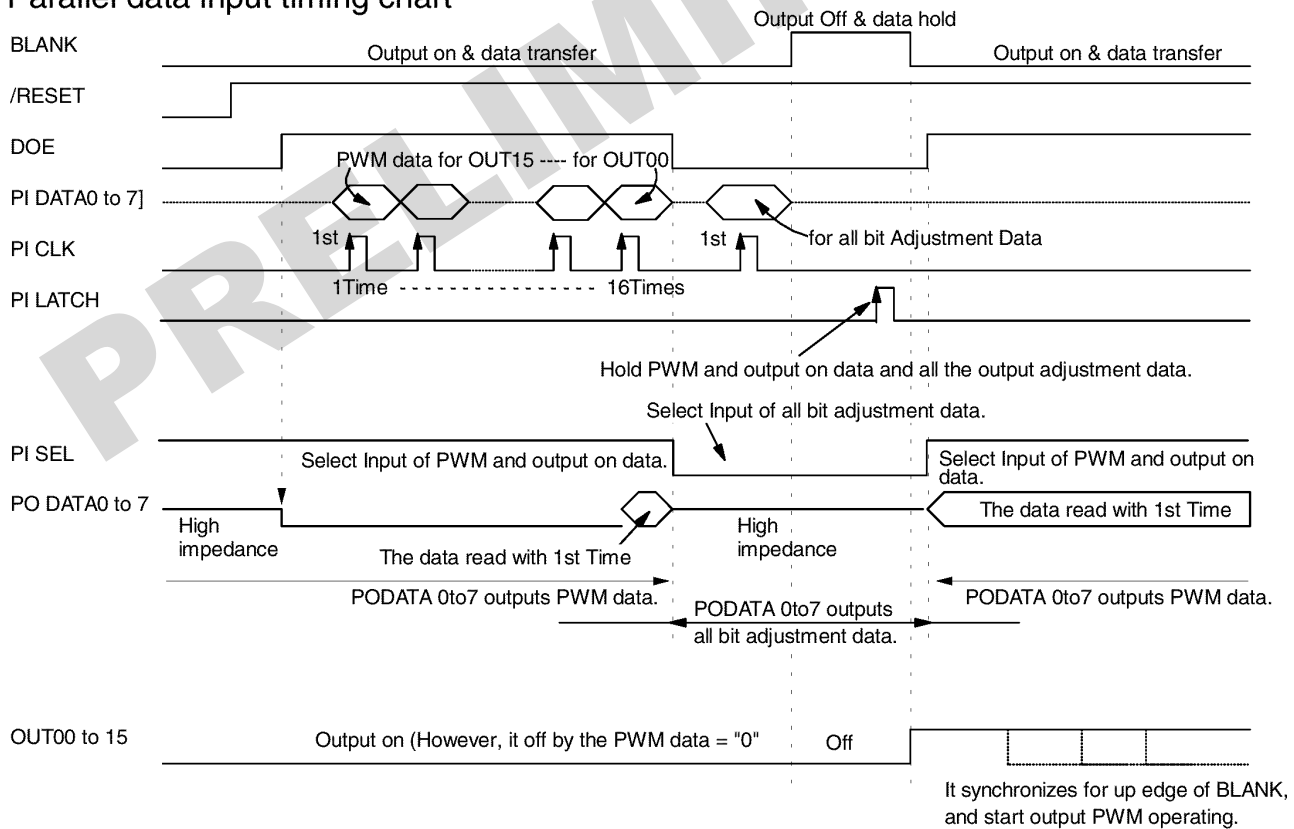 Parallel data input timing chart
Output Off & data hold
BLANK
Output on & data transfer
Output on & data transfer
/RESET
DOE
PWM data for OUT15 ---- for OUT00
PI DATA0 to 7]
1st
1st
for all bit Adjustment Data
PI CLK
1Time
16Times
PI LATCH
Hold PWM and output on data and all the output adjustment data.
Select Input of all bit adjustment data.
PI SEL
Select Input of PWM and output on data.
Select Input of PWM and output on
data.
PO DATA0 to 7
The data read with 1st Time
High
impedance
High
impedance
The data read with 1st Time
PODATA 0to7 outputs PWM data.
PODATA 0to7 outputs
all bit adjustment data.
PODATA 0to7 outputs PWM data.
OUT00 to 15
Output on (However, it off by the PWM data = "0"
Off
It synchronizes for up edge of BLANK,
and start output PWM operating.